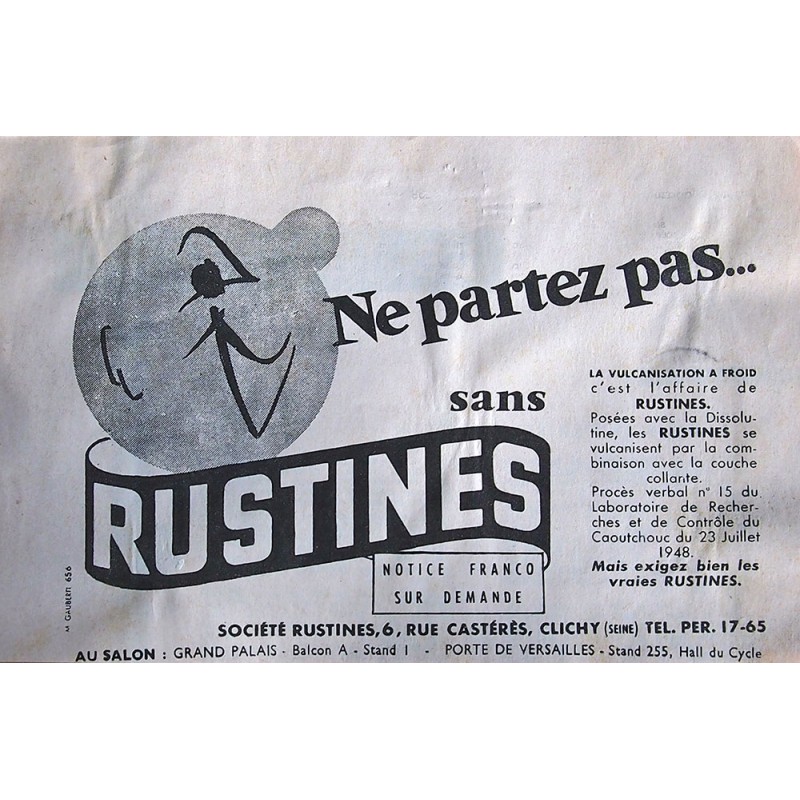 Ne partez pas...
sans
RUSTINES
NOTICE FRANCO
SUR DEMANDE
LA VULCANISATION A FROID
c'est l'affaire de
RUSTINES.
Posées avec la Dissolu-
tine, les RUSTINES se
vulcanisent par la com-
binaison avec la couche
collante.
Procès verbal n° 15 du
Laboratoire de Recher-
ches et de Contrôle du
Caoutchouc du 23 Juillet
1948.
Mais exigez bien les
vraies RUSTINES.
M. GAUBERTI 656
SOCIÉTÉ RUSTINES, 6, RUE CASTÉRÈS, CLICHY (SEINE) TEL. PER. 17-65
AU SALON : GRAND PALAIS - Balcon A - Stand I - PORTE DE VERSAILLES - Stand 255, Hall du Cycle